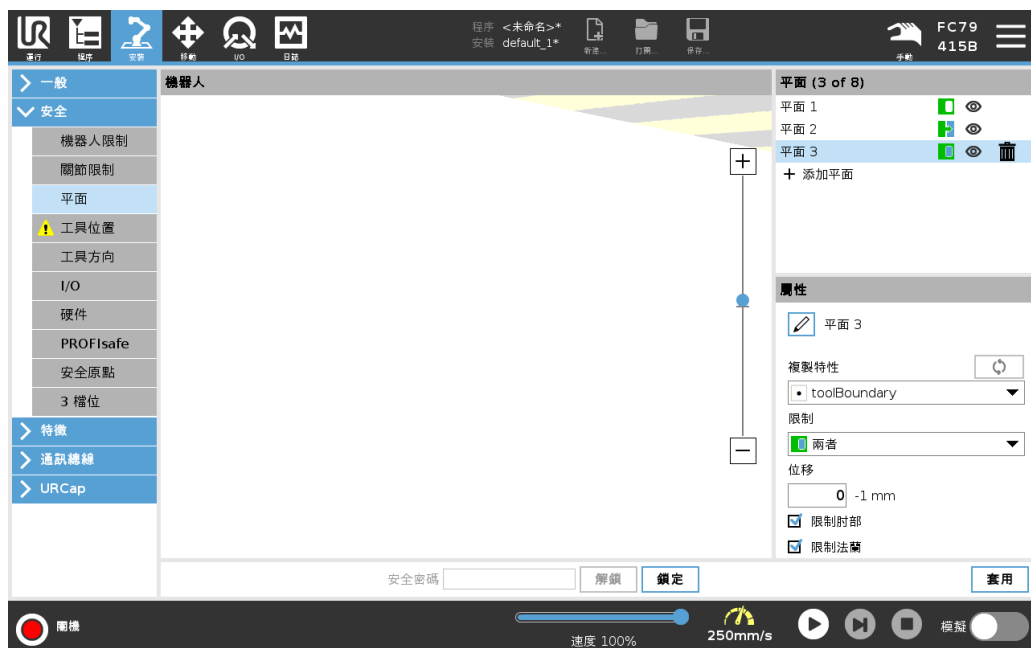 程序 <未命名>*
安裝 default_1*
運行
程序
安裝
移動
I/O
日誌
新建...
打開...
保存...
手動
FC79
415B
一般
安全
機器人限制
關節限制
平面
工具位置
工具方向
I/O
硬件
PROFIsafe
安全原點
3 檔位
特徵
通訊總線
URCap
機器人
平面 (3 of 8)
平面 1
平面 2
平面 3
添加平面
屬性
平面 3
複製特性
toolBoundary
限制
兩者
位移
0 -1 mm
限制肘部
限制法蘭
安全密碼
解鎖
鎖定
套用
關機
速度 100%
250mm/s
模擬